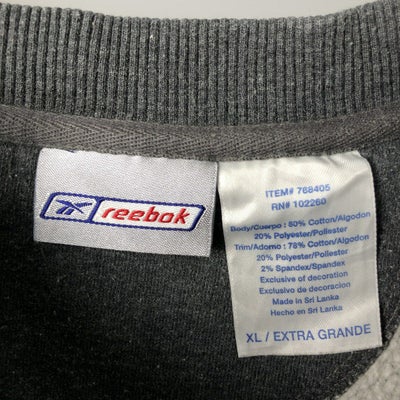 reebok
ITEM# 768405
RN# 102260
Body/Cuerpo : 80% Cotton/Algodon
20% Polyester/Poliester
Trim/Adorno : 78% Cotton/Algodon
20% Polyester/Poliester
2% Spandex/Spandex
Exclusive of decoration
Exclusivo de decoracion
Made in Sri Lanka
Hecho en Sri Lanka
XL / EXTRA GRANDE